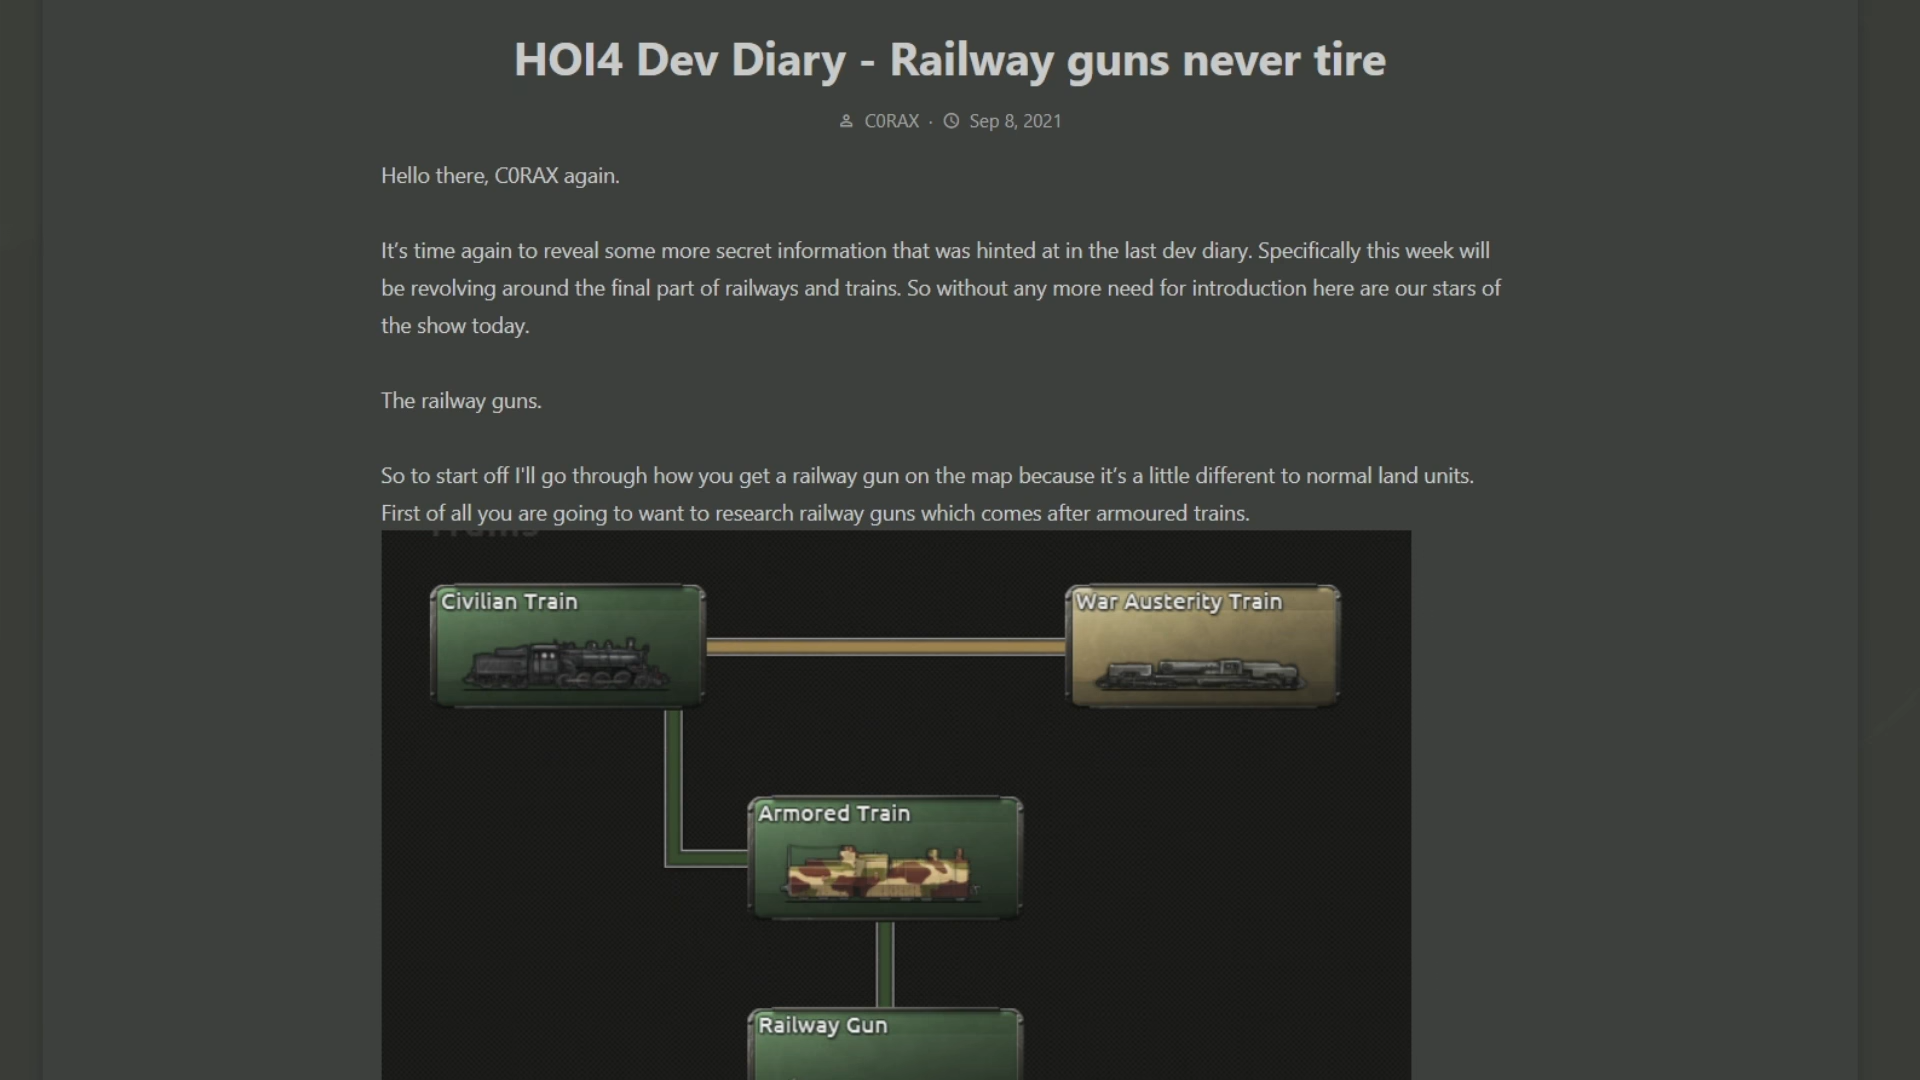 HOI4 Dev Diary - Railway guns never tire
C0RAX · Sep 8, 2021
Hello there, C0RAX again.
It’s time again to reveal some more secret information that was hinted at in the last dev diary. Specifically this week will
be revolving around the final part of railways and trains. So without any more need for introduction here are our stars of
the show today.
The railway guns.
So to start off I'll go through how you get a railway gun on the map because it’s a little different to normal land units.
First of all you are going to want to research railway guns which comes after armoured trains.
Trains
Civilian Train
War Austerity Train
Armored Train
Railway Gun